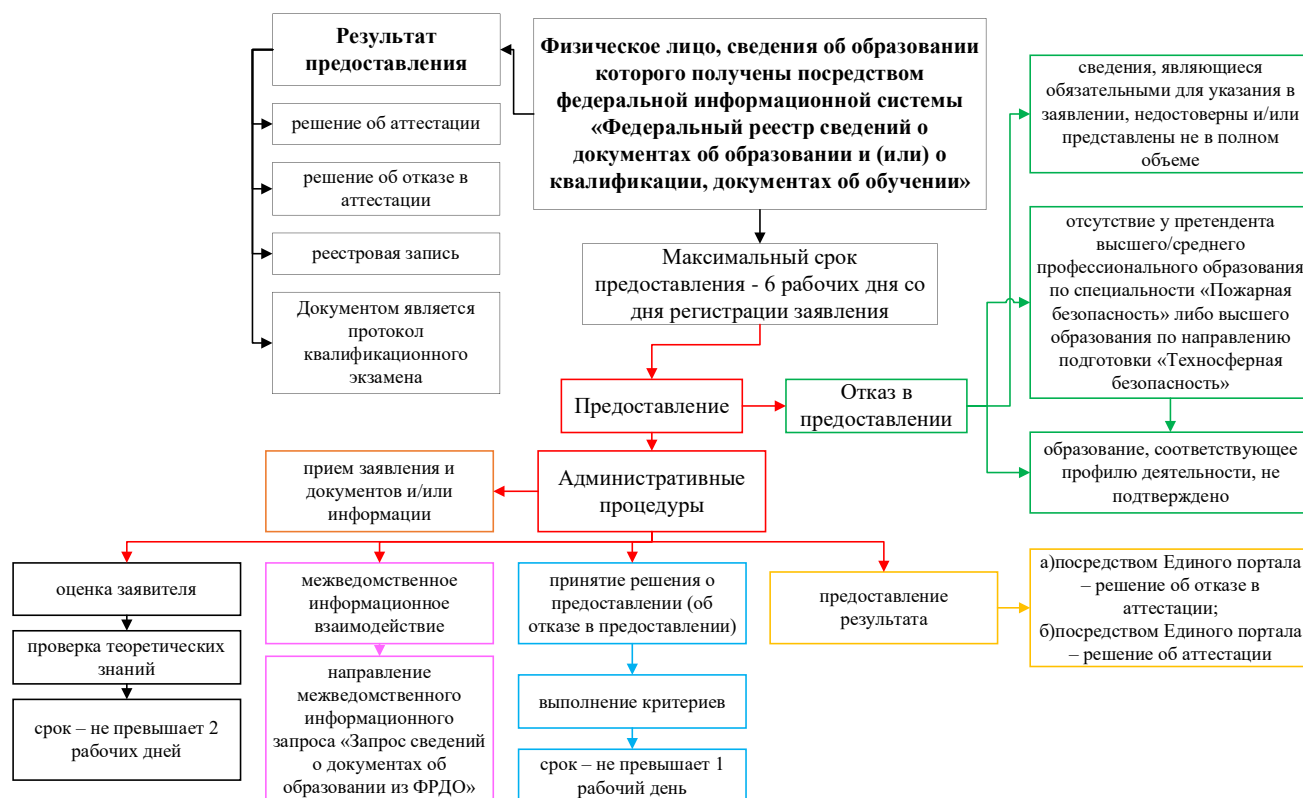 Результат
предоставления
решение об аттестации
решение об отказе в
аттестации
реестровая запись
Документом является
протокол
квалификационного
экзамена
Физическое лицо, сведения об образовании
которого получены посредством
федеральной информационной системы
«Федеральный реестр сведений о
документах об образовании и (или) о
квалификации, документах об обучении»
Максимальный срок
предоставления - 6 рабочих дня со
дня регистрации заявления
Предоставление
Отказ в
предоставлении
сведения, являющиеся
обязательными для указания в
заявлении, недостоверны и/или
представлены не в полном
объеме
отсутствие у претендента
высшего/среднего
профессионального образования
по специальности «Пожарная
безопасность» либо высшего
образования по направлению
подготовки «Техносферная
безопасность»
образование, соответствующее
профилю деятельности, не
подтверждено
Административные
процедуры
прием заявления и
документов и/или
информации
оценка заявителя
проверка теоретических
знаний
срок – не превышает 2
рабочих дней
межведомственное
информационное
взаимодействие
направление
межведомственного
информационного
запроса «Запрос сведений
о документах об
образовании из ФРДО»
принятие решения о
предоставлении (об
отказе в предоставлении)
выполнение критериев
срок – не превышает 1
рабочий день
предоставление
результата
а)посредством Единого портала
– решение об отказе в
аттестации;
б)посредством Единого портала
– решение об аттестации